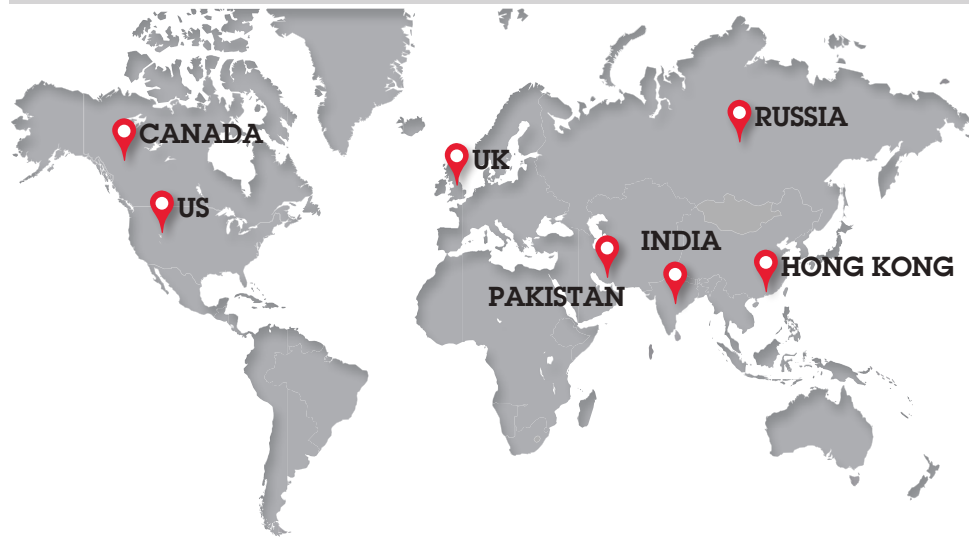 RUSSIA
CANADA
UK
US
INDIA
HONG KONG
PAKISTAN